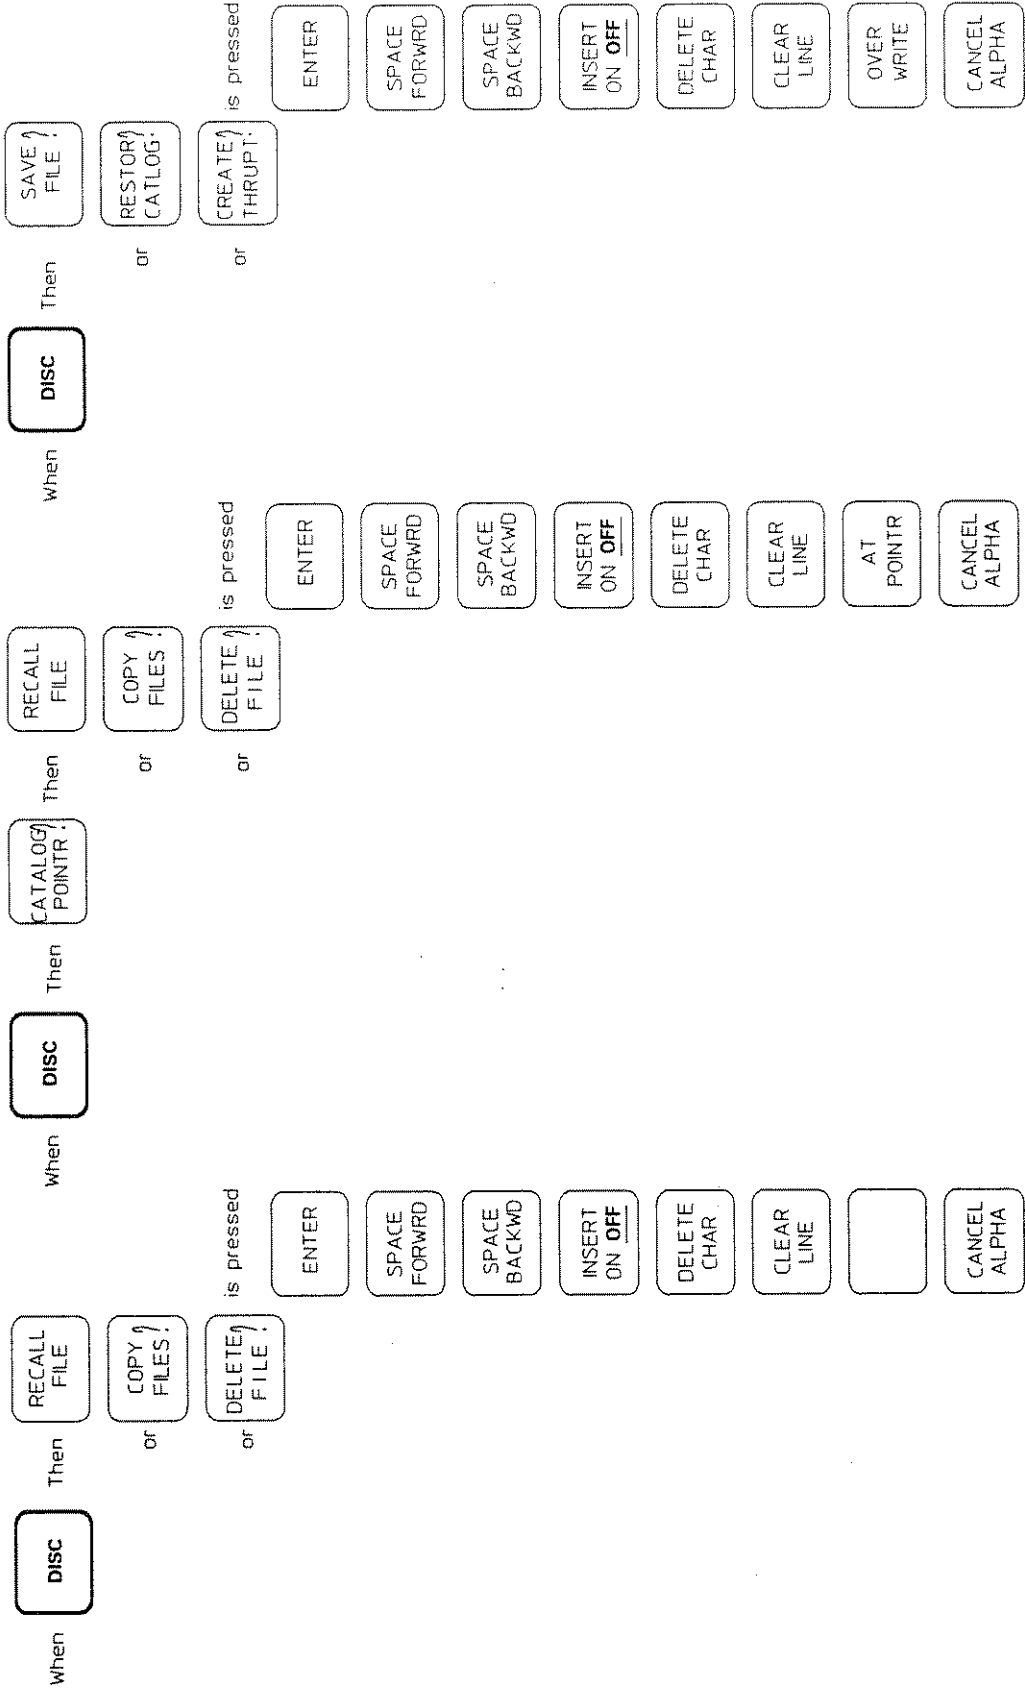 When
DISC
Then
RECALL
FILE
or
COPY ?
FILES
or
DELETE ?
FILE
is pressed
ENTER
SPACE
FORWRD
SPACE
BACKWD
INSERT
ON OFF
DELETE
CHAR
CLEAR
LINE
CANCEL
ALPHA
When
DISC
Then
CATALOG ?
POINTR
Then
RECALL
FILE
or
COPY ?
FILES
or
DELETE ?
FILE
is pressed
ENTER
SPACE
FORWRD
SPACE
BACKWD
INSERT
ON OFF
DELETE
CHAR
CLEAR
LINE
AT
POINTR
CANCEL
ALPHA
When
DISC
Then
SAVE ?
FILE
or
RESTOR ?
CATLOG
or
CREATE ?
THRUPT
is pressed
ENTER
SPACE
FORWRD
SPACE
BACKWD
INSERT
ON OFF
DELETE
CHAR
CLEAR
LINE
OVER
WRITE
CANCEL
ALPHA